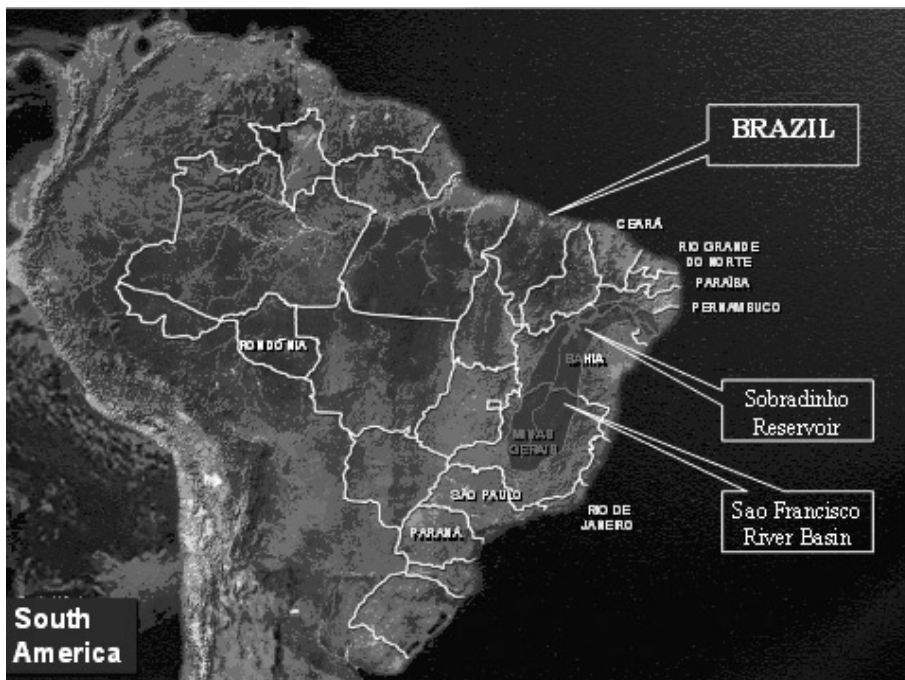 BRAZIL
CEARÁ
RIO GRANDE
DO NORTE
PARAÍBA
PERNAMBUCO
RONDÔNIA
BAHIA
Sobradinho
Reservoir
MINAS
GERAIS
SÃO PAULO
RIO DE
JANEIRO
Sao Francisco
River Basin
PARANÁ
South
America